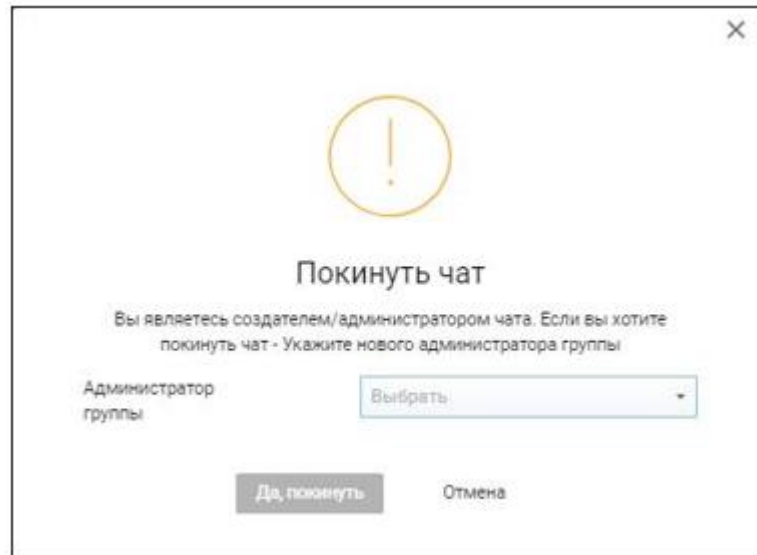 Покинуть чат
Вы являетесь создателем/администратором чата. Если вы хотите
покинуть чат - Укажите нового администратора группы
Администратор
группы
Выбрать
Да, покинуть
Отмена